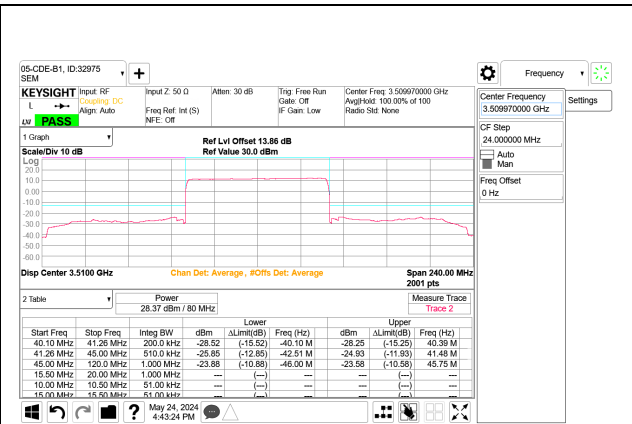 05-CDE-B1, ID:32975
SEM
Frequency
KEYSIGHT Input: RF Input Z: 50 Ω Atten: 30 dB Trig: Free Run Center Freq: 3.509970000 GHz
Coupling: DC Gate: Off Avg|Hold: 100.00% of 100
L Align: Auto Freq Ref: Int (S) IF Gain: Low Radio Std: None
PASS NFE: Off
Center Frequency
3.509970000 GHz
Settings
CF Step
24.000000 MHz
Auto
Man
Freq Offset
0 Hz
1 Graph
Ref Lvl Offset 13.86 dB
Scale/Div 10 dB Ref Value 30.0 dBm
Log
20.0
10.0
0.00
-10.0
-20.0
-30.0
-40.0
-50.0
-60.0
Disp Center 3.5100 GHz Chan Det: Average , #Offs Det: Average Span 240.00 MHz
2001 pts
2 Table Power Measure Trace
28.37 dBm / 80 MHz Trace 2
Lower Upper
Start Freq Stop Freq Integ BW dBm ΔLimit(dB) Freq (Hz) dBm ΔLimit(dB) Freq (Hz)
40.10 MHz 41.26 MHz 200.0 kHz -28.52 (-15.52) -40.10 M -28.25 (-15.25) 40.39 M
41.26 MHz 45.00 MHz 510.0 kHz -25.85 (-12.85) -42.51 M -24.93 (-11.93) 41.48 M
45.00 MHz 120.0 MHz 1.000 MHz -23.88 (-10.88) -46.00 M -23.58 (-10.58) 45.75 M
15.50 MHz 20.00 MHz 1.000 MHz --- (---) --- --- (---) ---
10.00 MHz 10.50 MHz 51.00 kHz --- (---) --- --- (---) ---
15.00 MHz 15.50 MHz 51.00 kHz --- (---) --- --- (---) ---
May 24, 2024
4:43:24 PM